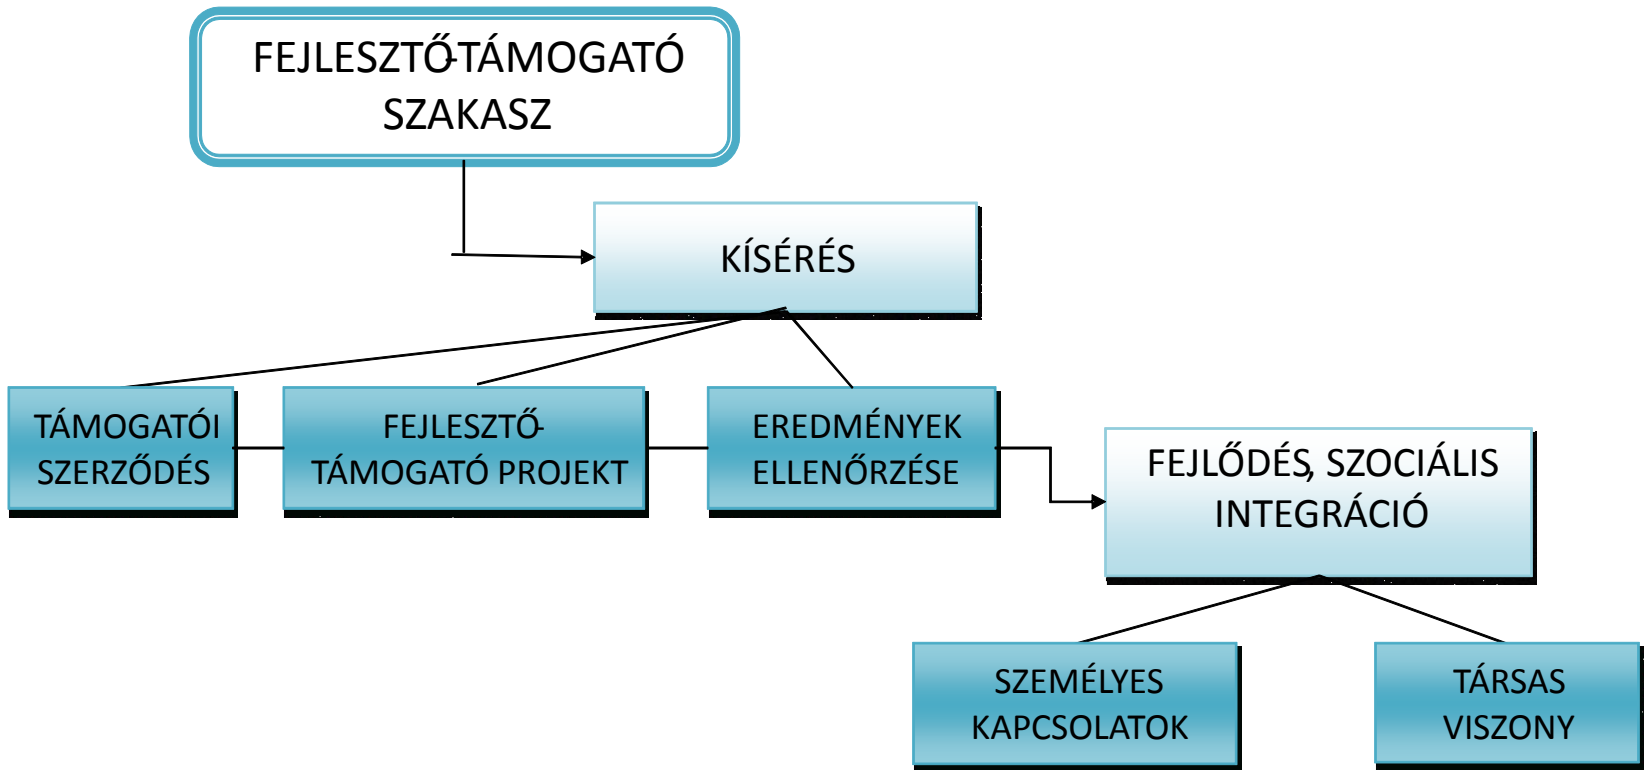 FEJLESZTŐ-TÁMOGATÓ
SZAKASZ
KÍSÉRÉS
TÁMOGATÓI
SZERZŐDÉS
FEJLESZTŐ-
TÁMOGATÓ PROJEKT
EREDMÉNYEK
ELLENŐRZÉSE
FEJLŐDÉS, SZOCIÁLIS
INTEGRÁCIÓ
SZEMÉLYES
KAPCSOLATOK
TÁRSAS
VISZONY